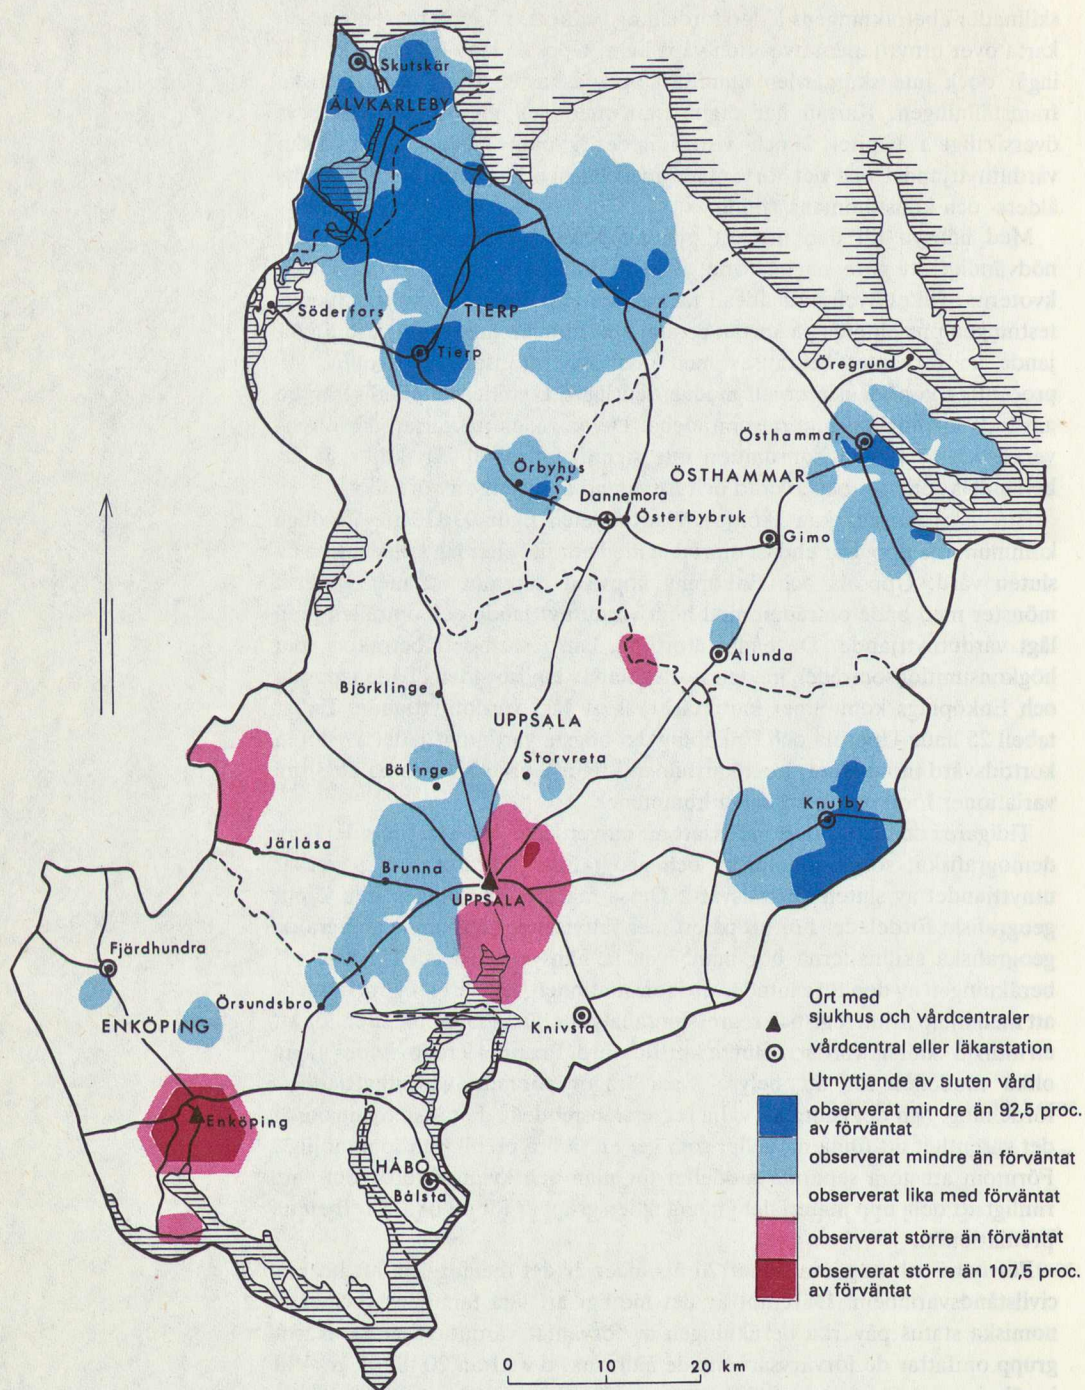 Skutskär
ÄLVKARLEBY
Söderfors
TIERP
Tierp
Öregrund
Östhammar
ÖSTHAMMAR
Örbyhus
Dannemora
Österbybruk
Gimo
Alunda
Björklinge
UPPSALA
Storvreta
Bälinge
Knutby
Järlåsa
Brunna
UPPSALA
Fjärdhundra
Örsundsbro
ENKÖPING
Knivsta
Enköping
HÅBO
Bålsta
Ort med
sjukhus och vårdcentraler
vårdcentral eller läkarstation
Utnyttjande av sluten vård
observerat mindre än 92,5 proc.
av förväntat
observerat mindre än förväntat
observerat lika med förväntat
observerat större än förväntat
observerat större än 107,5 proc.
av förväntat
0 10 20 km